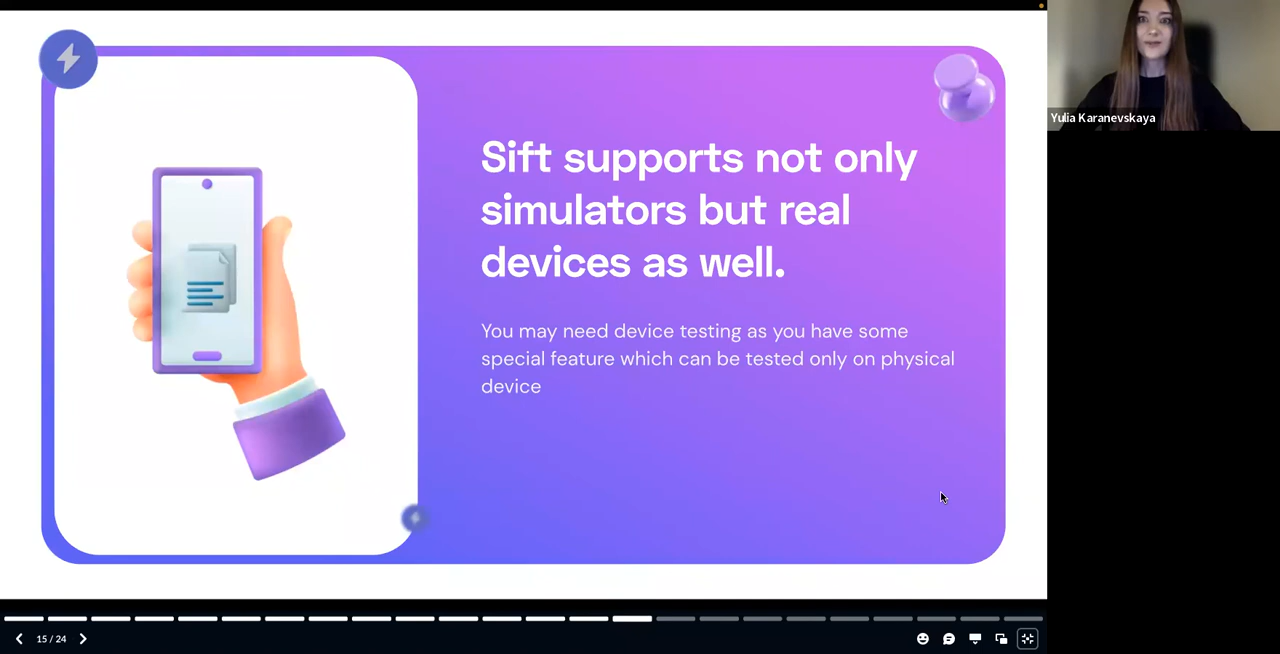 Sift supports not only
simulators but real
devices as well.
You may need device testing as you have some
special feature which can be tested only on physical
device
Yulia Karanevskaya
15 / 24